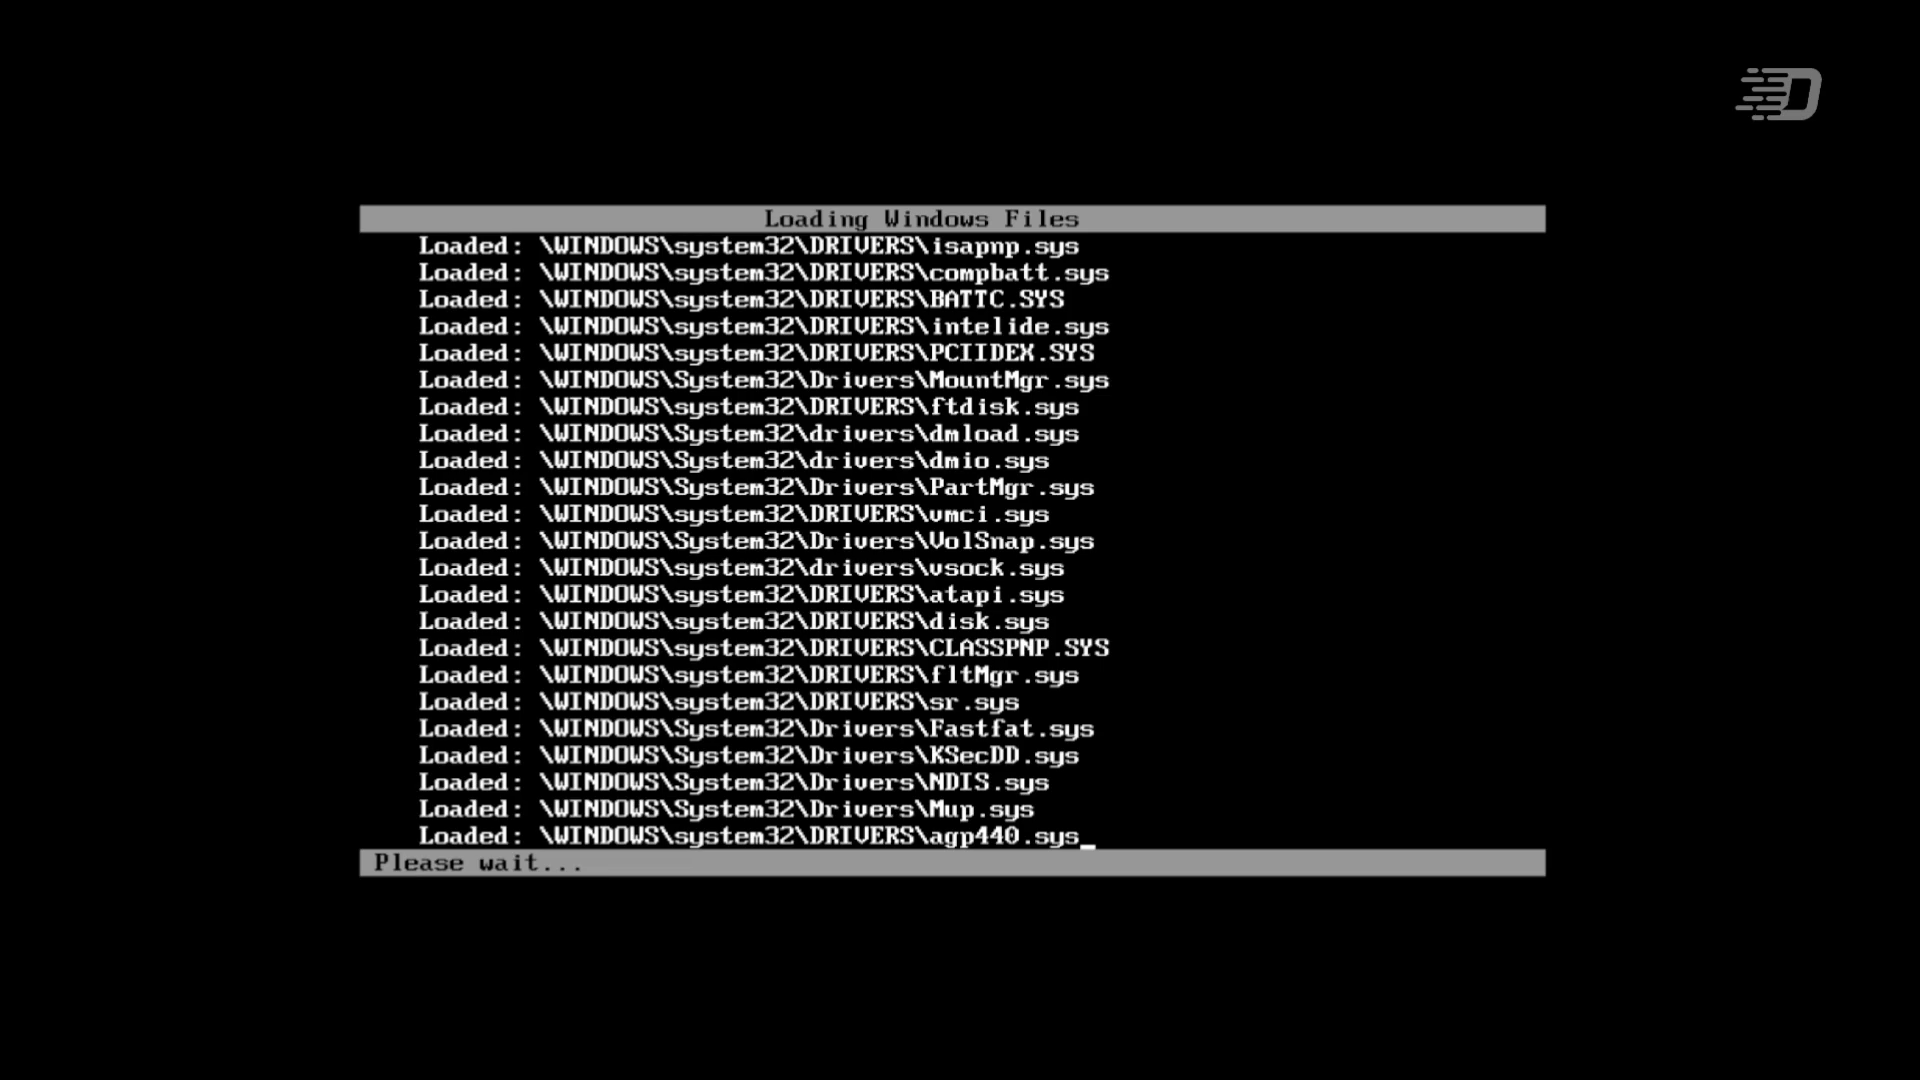 D
Loading Windows Files
Loaded: \WINDOWS\system32\DRIVERS\isapnp.sys
Loaded: \WINDOWS\system32\DRIVERS\compbatt.sys
Loaded: \WINDOWS\system32\DRIVERS\BATTC.SYS
Loaded: \WINDOWS\system32\DRIVERS\intelide.sys
Loaded: \WINDOWS\system32\DRIVERS\PCIIDEX.SYS
Loaded: \WINDOWS\System32\Drivers\MountMgr.sys
Loaded: \WINDOWS\system32\DRIVERS\ftdisk.sys
Loaded: \WINDOWS\System32\drivers\dmload.sys
Loaded: \WINDOWS\System32\drivers\dmio.sys
Loaded: \WINDOWS\System32\Drivers\PartMgr.sys
Loaded: \WINDOWS\system32\DRIVERS\vmci.sys
Loaded: \WINDOWS\System32\Drivers\VolSnap.sys
Loaded: \WINDOWS\system32\drivers\vsock.sys
Loaded: \WINDOWS\system32\DRIVERS\atapi.sys
Loaded: \WINDOWS\system32\DRIVERS\disk.sys
Loaded: \WINDOWS\system32\DRIVERS\CLASSPNP.SYS
Loaded: \WINDOWS\system32\DRIVERS\fltMgr.sys
Loaded: \WINDOWS\system32\DRIVERS\sr.sys
Loaded: \WINDOWS\System32\Drivers\Fastfat.sys
Loaded: \WINDOWS\System32\Drivers\KSecDD.sys
Loaded: \WINDOWS\System32\Drivers\NDIS.sys
Loaded: \WINDOWS\System32\Drivers\Mup.sys
Loaded: \WINDOWS\system32\DRIVERS\agp440.sys_
Please wait...